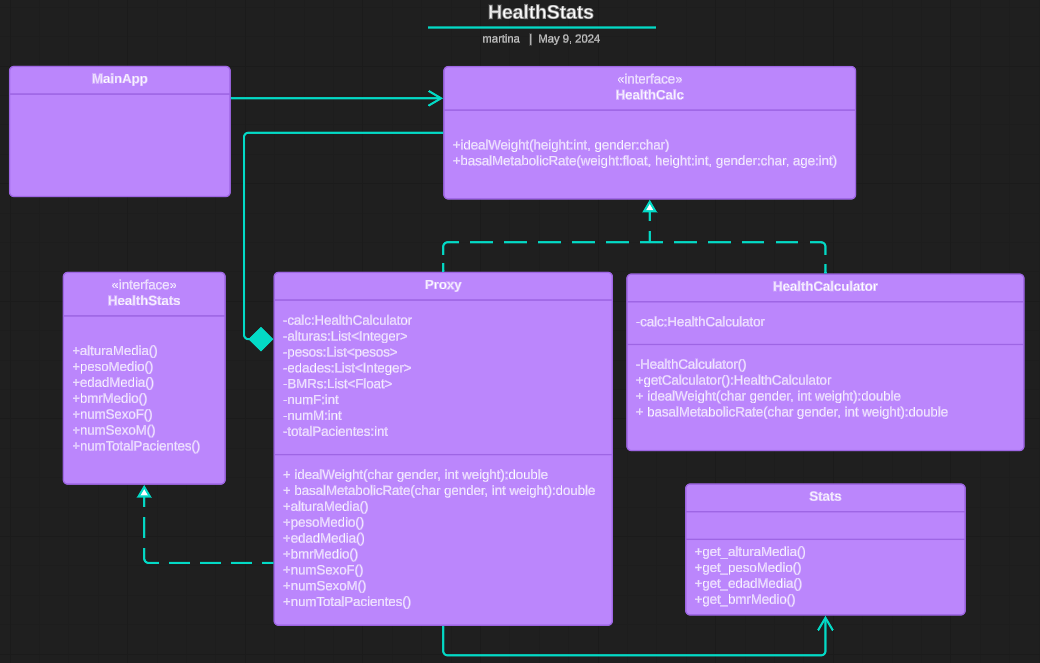 HealthStats
martina | May 9, 2024
MainApp
«interface»
HealthCalc
+idealWeight(height:int, gender:char)
+basalMetabolicRate(weight:float, height:int, gender:char, age:int)
«interface»
HealthStats
+alturaMedia()
+pesoMedio()
+edadMedia()
+bmrMedio()
+numSexoF()
+numSexoM()
+numTotalPacientes()
Proxy
-calc:HealthCalculator
-alturas:List<Integer>
-pesos:List<pesos>
-edades:List<Integer>
-BMRs:List<Float>
-numF:int
-numM:int
-totalPacientes:int
+ idealWeight(char gender, int weight):double
+ basalMetabolicRate(char gender, int weight):double
+alturaMedia()
+pesoMedio()
+edadMedia()
+bmrMedio()
+numSexoF()
+numSexoM()
+numTotalPacientes()
HealthCalculator
-calc:HealthCalculator
-HealthCalculator()
+getCalculator():HealthCalculator
+ idealWeight(char gender, int weight):double
+ basalMetabolicRate(char gender, int weight):double
Stats
+get_alturaMedia()
+get_pesoMedio()
+get_edadMedia()
+get_bmrMedio()